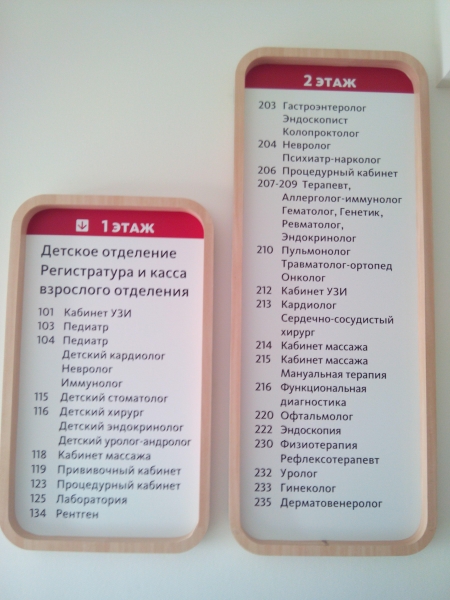 1 ЭТАЖ
Детское отделение
Регистратура и касса
взрослого отделения
101 Кабинет УЗИ
103 Педиатр
104 Педиатр
Детский кардиолог
Невролог
Иммунолог
115 Детский стоматолог
116 Детский хирург
Детский эндокринолог
Детский уролог-андролог
118 Кабинет массажа
119 Прививочный кабинет
123 Процедурный кабинет
125 Лаборатория
134 Рентген
2 ЭТАЖ
203 Гастроэнтеролог
Эндоскопист
Колопроктолог
204 Невролог
Психиатр-нарколог
206 Процедурный кабинет
207-209 Терапевт,
Аллерголог-иммунолог
Гематолог, Генетик,
Ревматолог,
Эндокринолог
210 Пульмонолог
Травматолог-ортопед
Онколог
212 Кабинет УЗИ
213 Кардиолог
Сердечно-сосудистый
хирург
214 Кабинет массажа
215 Кабинет массажа
Мануальная терапия
216 Функциональная
диагностика
220 Офтальмолог
222 Эндоскопия
230 Физиотерапия
Рефлексотерапевт
232 Уролог
233 Гинеколог
235 Дерматовенеролог